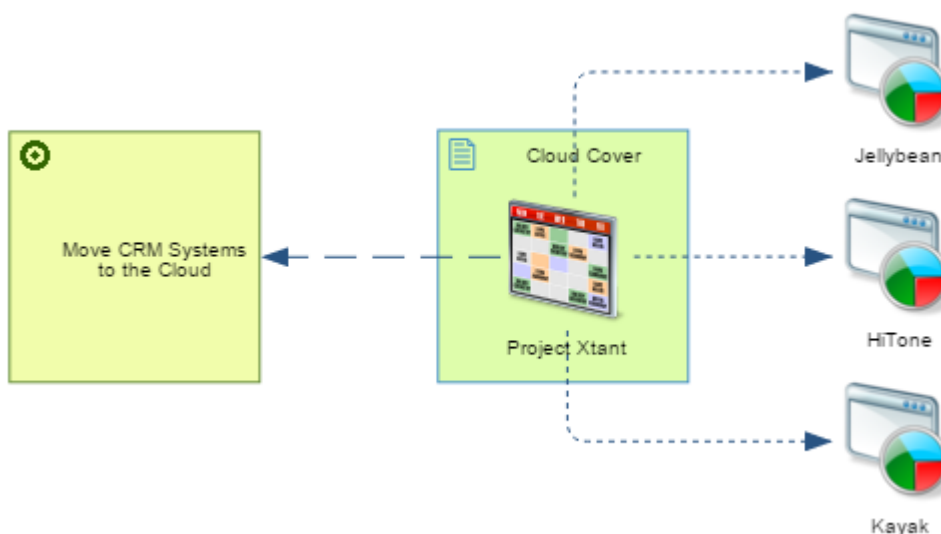 Cloud Cover
Jellybean
Move CRM Systems
to the Cloud
HiTone
Project Xtant
Kayak